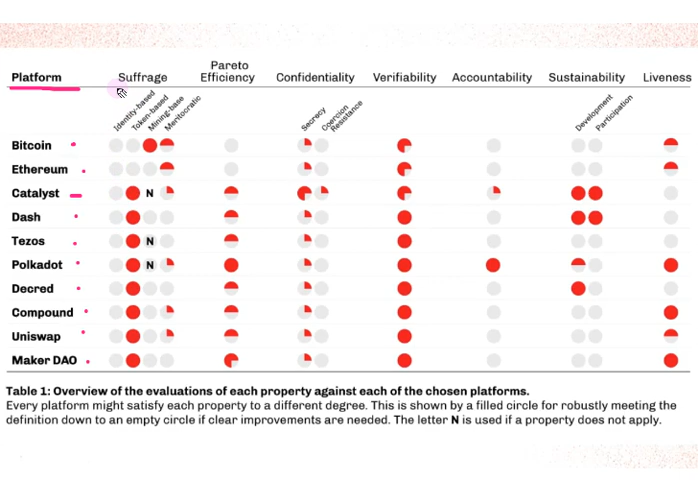 Platform Suffrage Pareto Efficiency Confidentiality Verifiability Accountability Sustainability Liveness
Identity-based Token-based Mining-base Meritocratic Secrecy Coercion Resistance Development Participation
Bitcoin
Ethereum
Catalyst N
Dash
Tezos N
Polkadot N
Decred
Compound
Uniswap
Maker DAO
Table 1: Overview of the evaluations of each property against each of the chosen platforms.
Every platform might satisfy each property to a different degree. This is shown by a filled circle for robustly meeting the
definition down to an empty circle if clear improvements are needed. The letter N is used if a property does not apply.